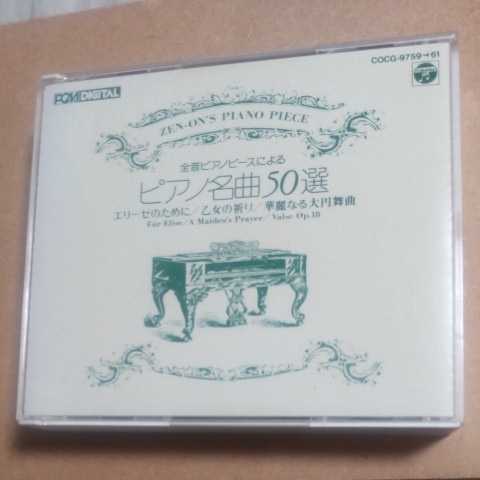 COCG-9759→61
PCM DIGITAL
ZEN-ON'S PIANO PIECE
全音ピアノピースによる
ピアノ名曲50選
エリーゼのために/乙女の祈り/華麗なる大円舞曲
Für Elise/A Maiden's Prayer/Valse Op.18